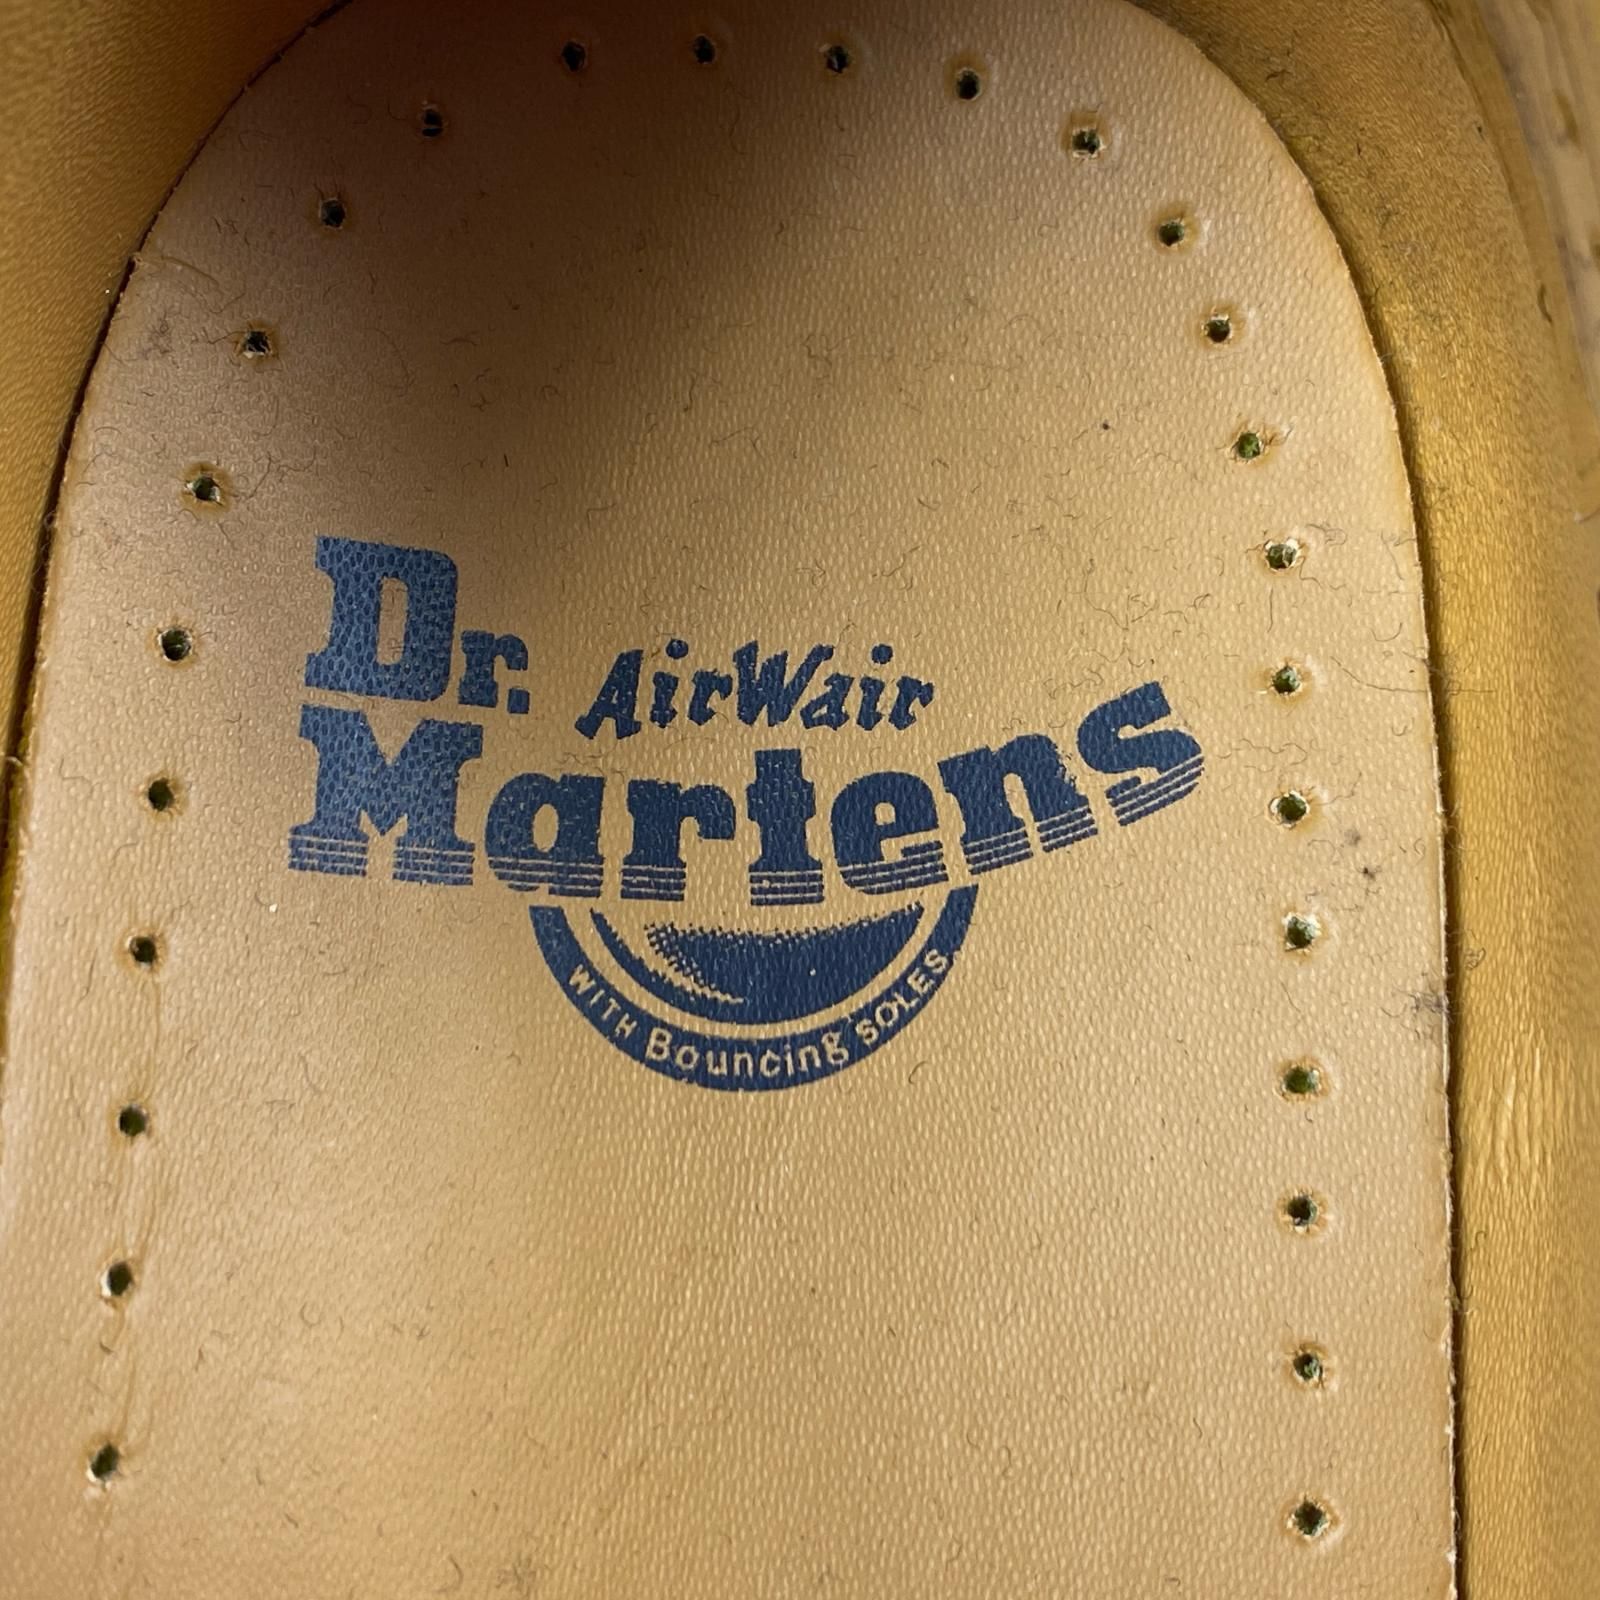 Dr. AirWair
Martens
WITH Bouncing SOLES